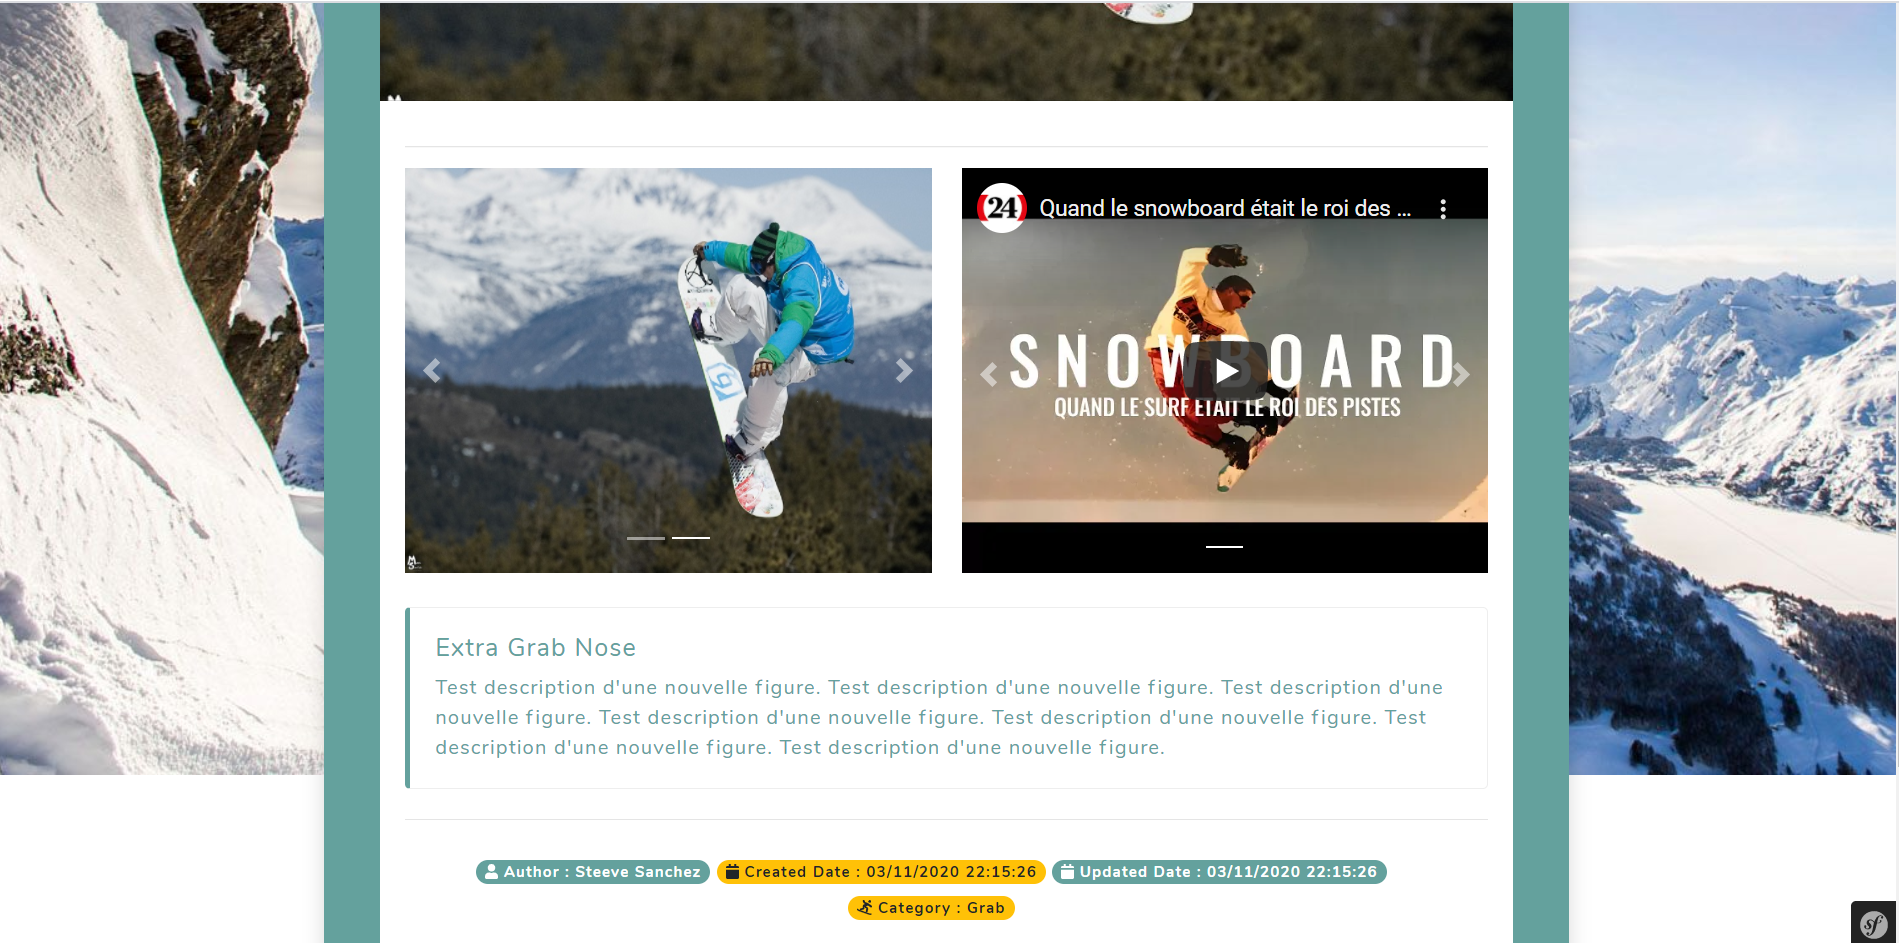 24
Quand le snowboard était le roi des ...
SNOWBOARD
QUAND LE SURF ÉTAIT LE ROI DES PISTES
Extra Grab Nose
Test description d'une nouvelle figure. Test description d'une nouvelle figure. Test description d'une
nouvelle figure. Test description d'une nouvelle figure. Test description d'une nouvelle figure. Test
description d'une nouvelle figure. Test description d'une nouvelle figure.
Author : Steeve Sanchez
Created Date : 03/11/2020 22:15:26
Updated Date : 03/11/2020 22:15:26
Category : Grab
sf